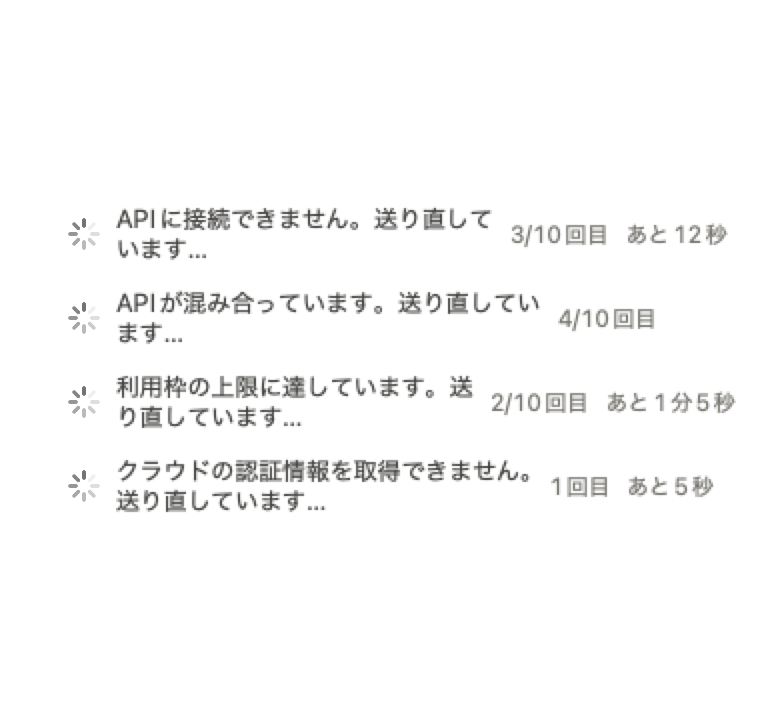 APIに接続できません。送り直して
います...
3/10回目 あと12秒
APIが混み合っています。送り直してい
ます...
4/10回目
利用枠の上限に達しています。送
り直しています...
2/10回目 あと1分5秒
クラウドの認証情報を取得できません。
送り直しています...
1回目 あと5秒